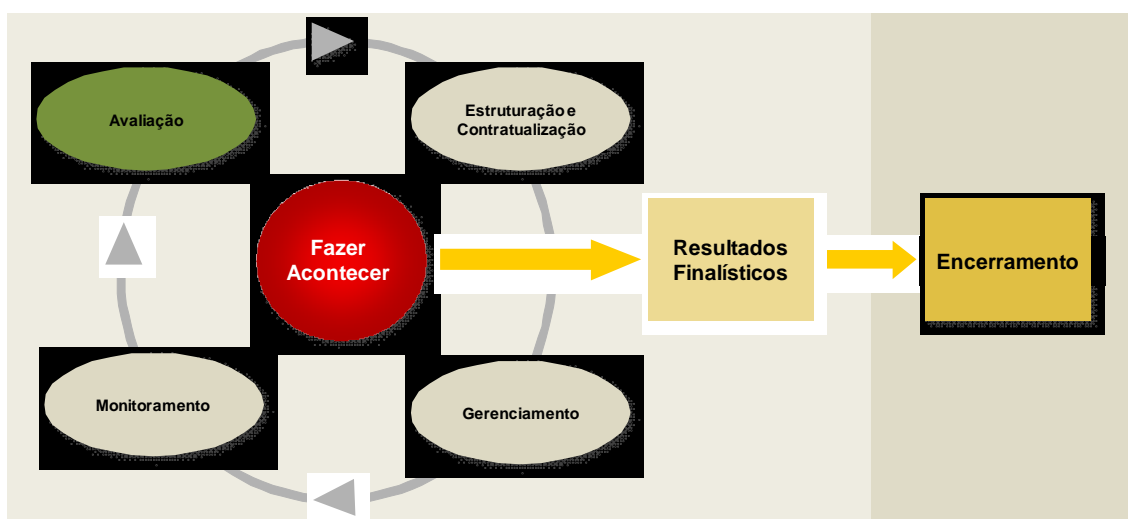 Avaliação
Estruturação e
Contratualização
Fazer
Acontecer
Resultados
Finalísticos
Encerramento
Monitoramento
Gerenciamento